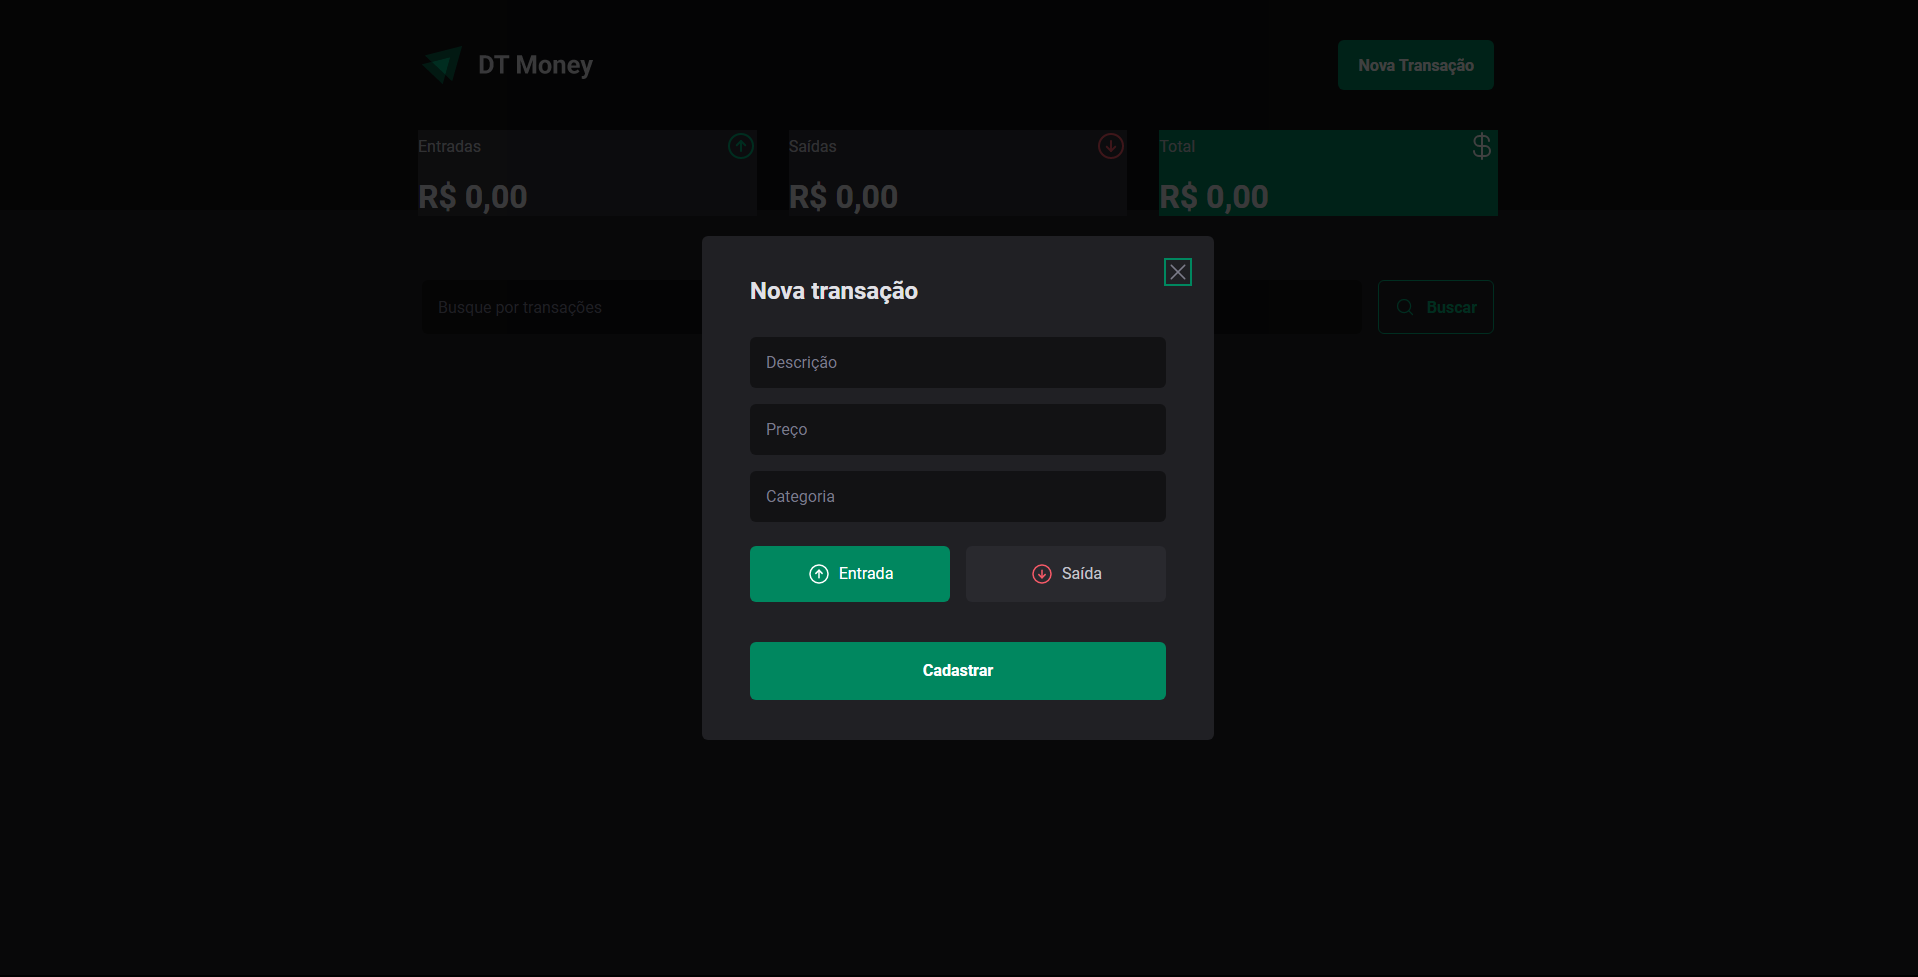 DT Money
Nova Transação
Entradas
R$ 0,00
Saídas
R$ 0,00
Total
R$ 0,00
Busque por transações
Buscar
Nova transação
Descrição
Preço
Categoria
Entrada
Saída
Cadastrar